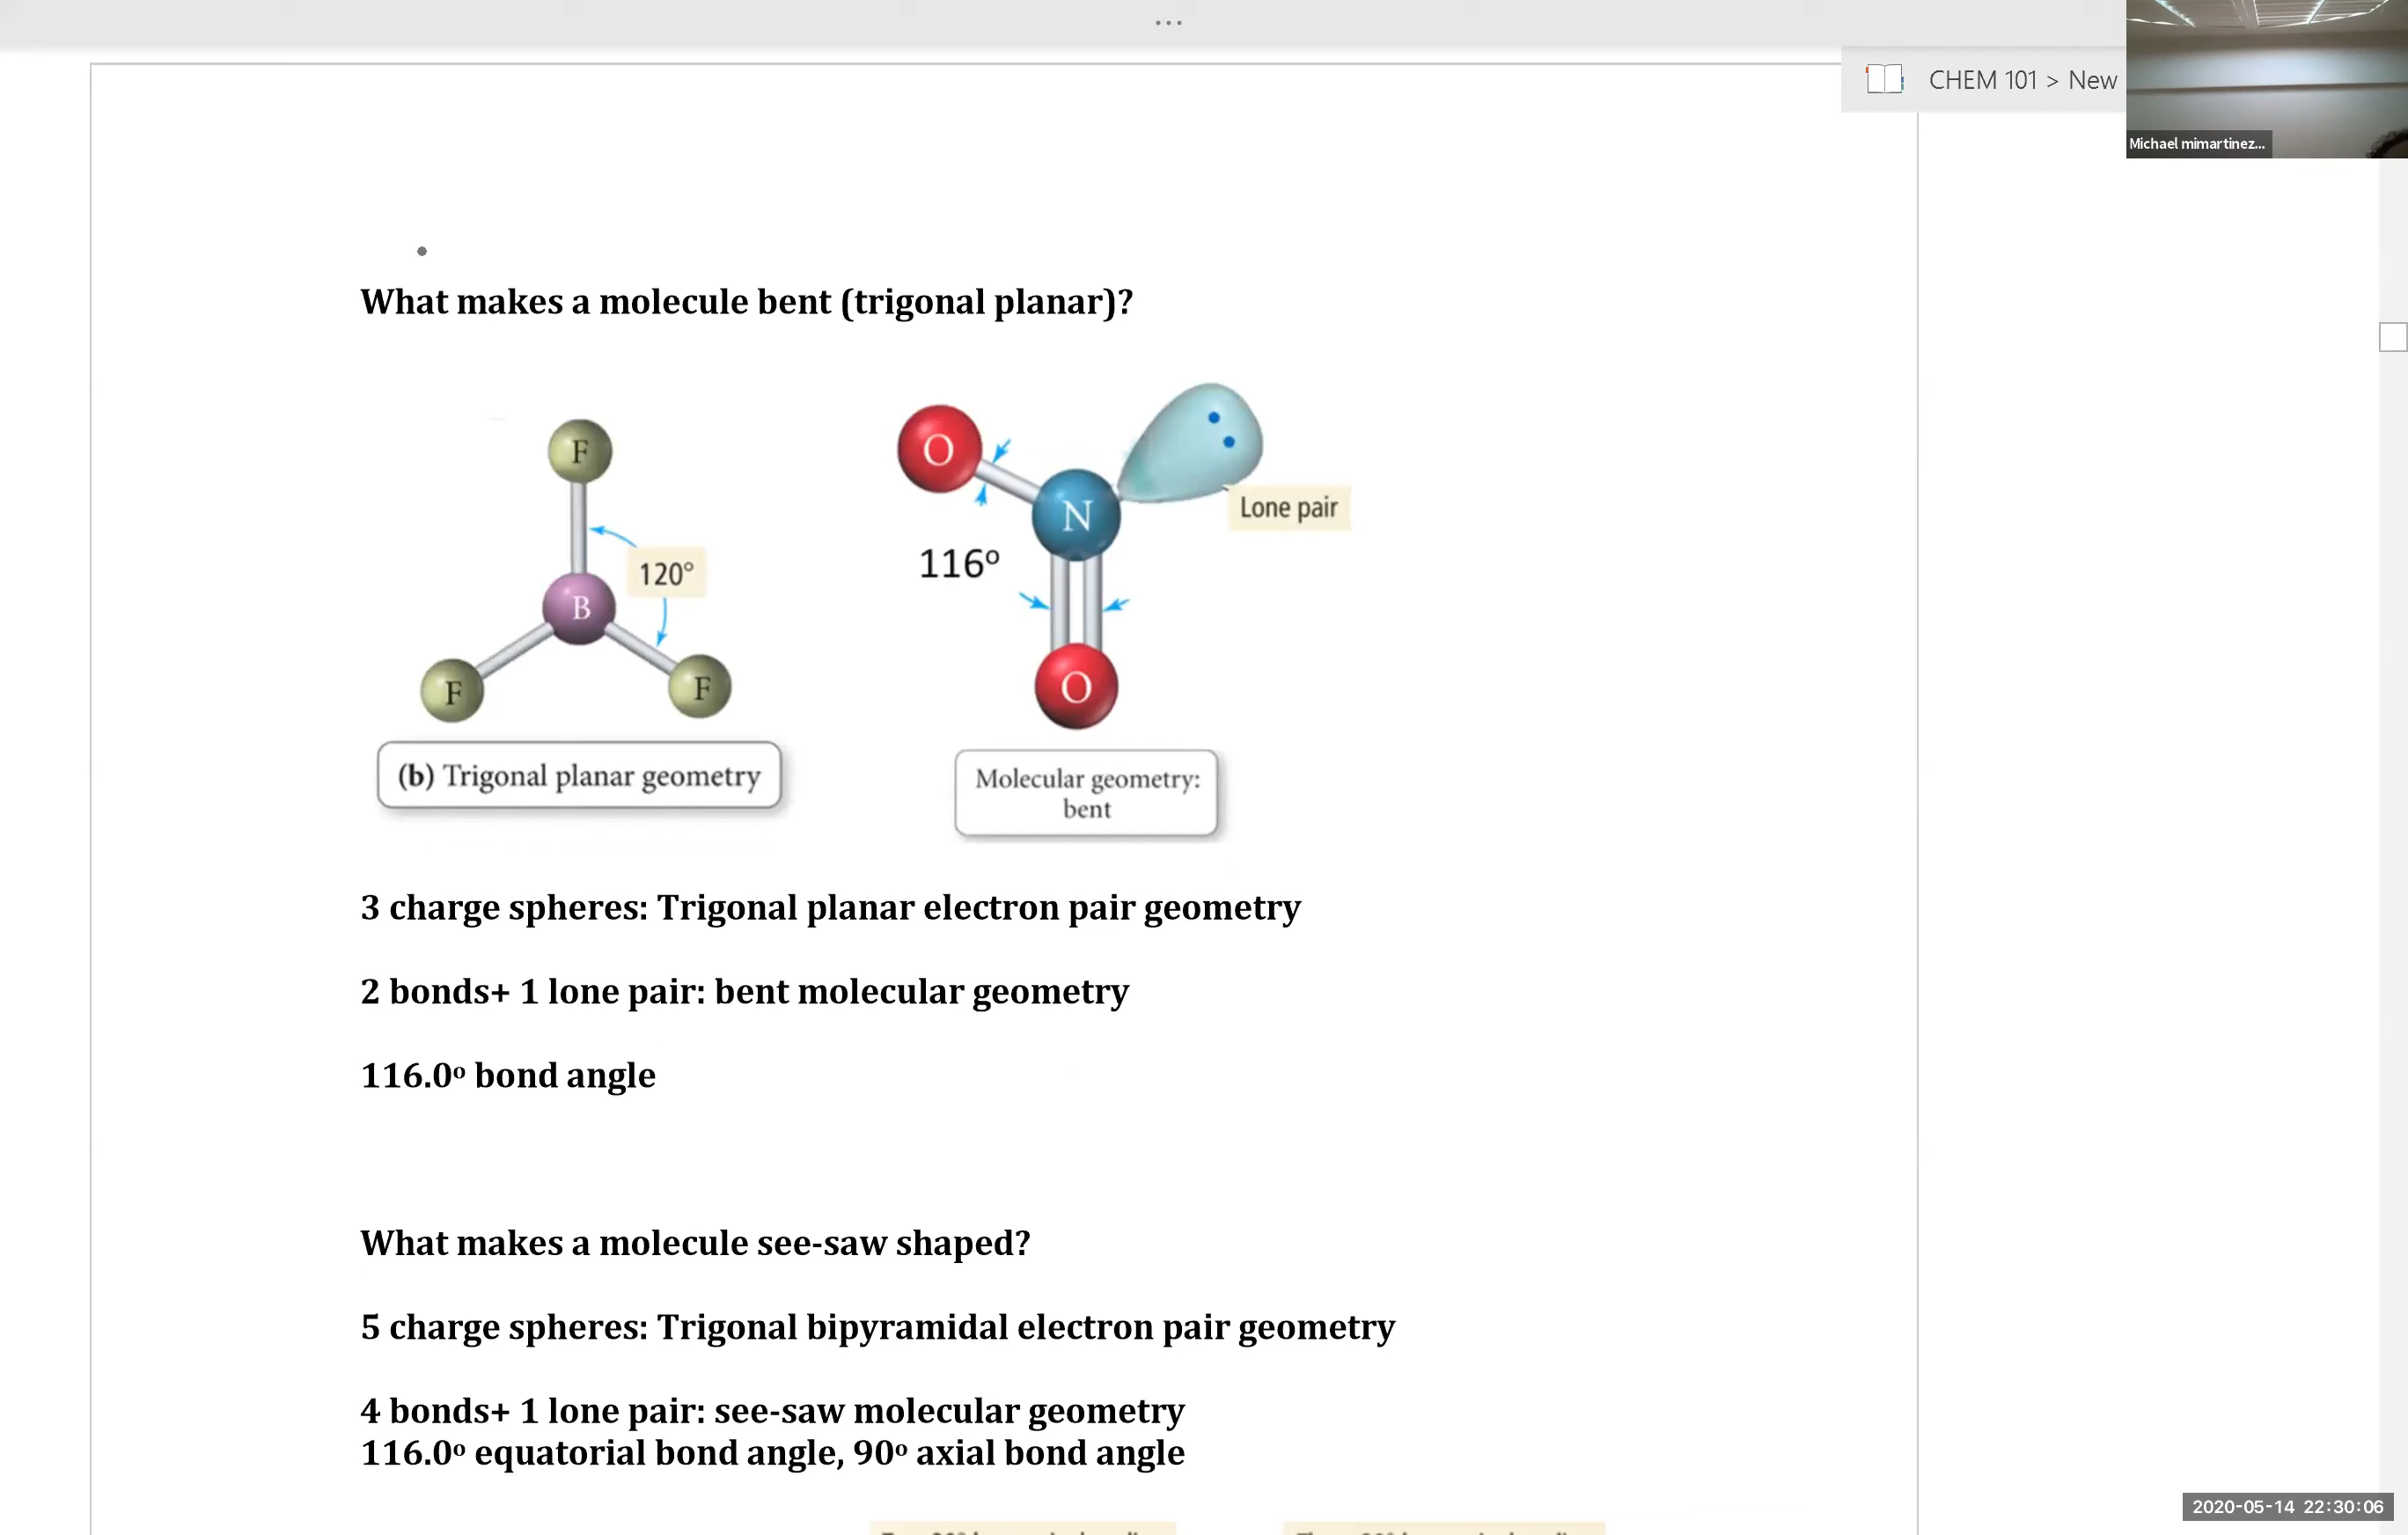 ...
CHEM 101 > New
Michael mimartinez...
What makes a molecule bent (trigonal planar)?
F
B
F
F
120°
O
N
O
116º
Lone pair
(b) Trigonal planar geometry
Molecular geometry:
bent
3 charge spheres: Trigonal planar electron pair geometry
2 bonds+ 1 lone pair: bent molecular geometry
116.0º bond angle
What makes a molecule see-saw shaped?
5 charge spheres: Trigonal bipyramidal electron pair geometry
4 bonds+ 1 lone pair: see-saw molecular geometry
116.0º equatorial bond angle, 90º axial bond angle
2020-05-14 22:30:06